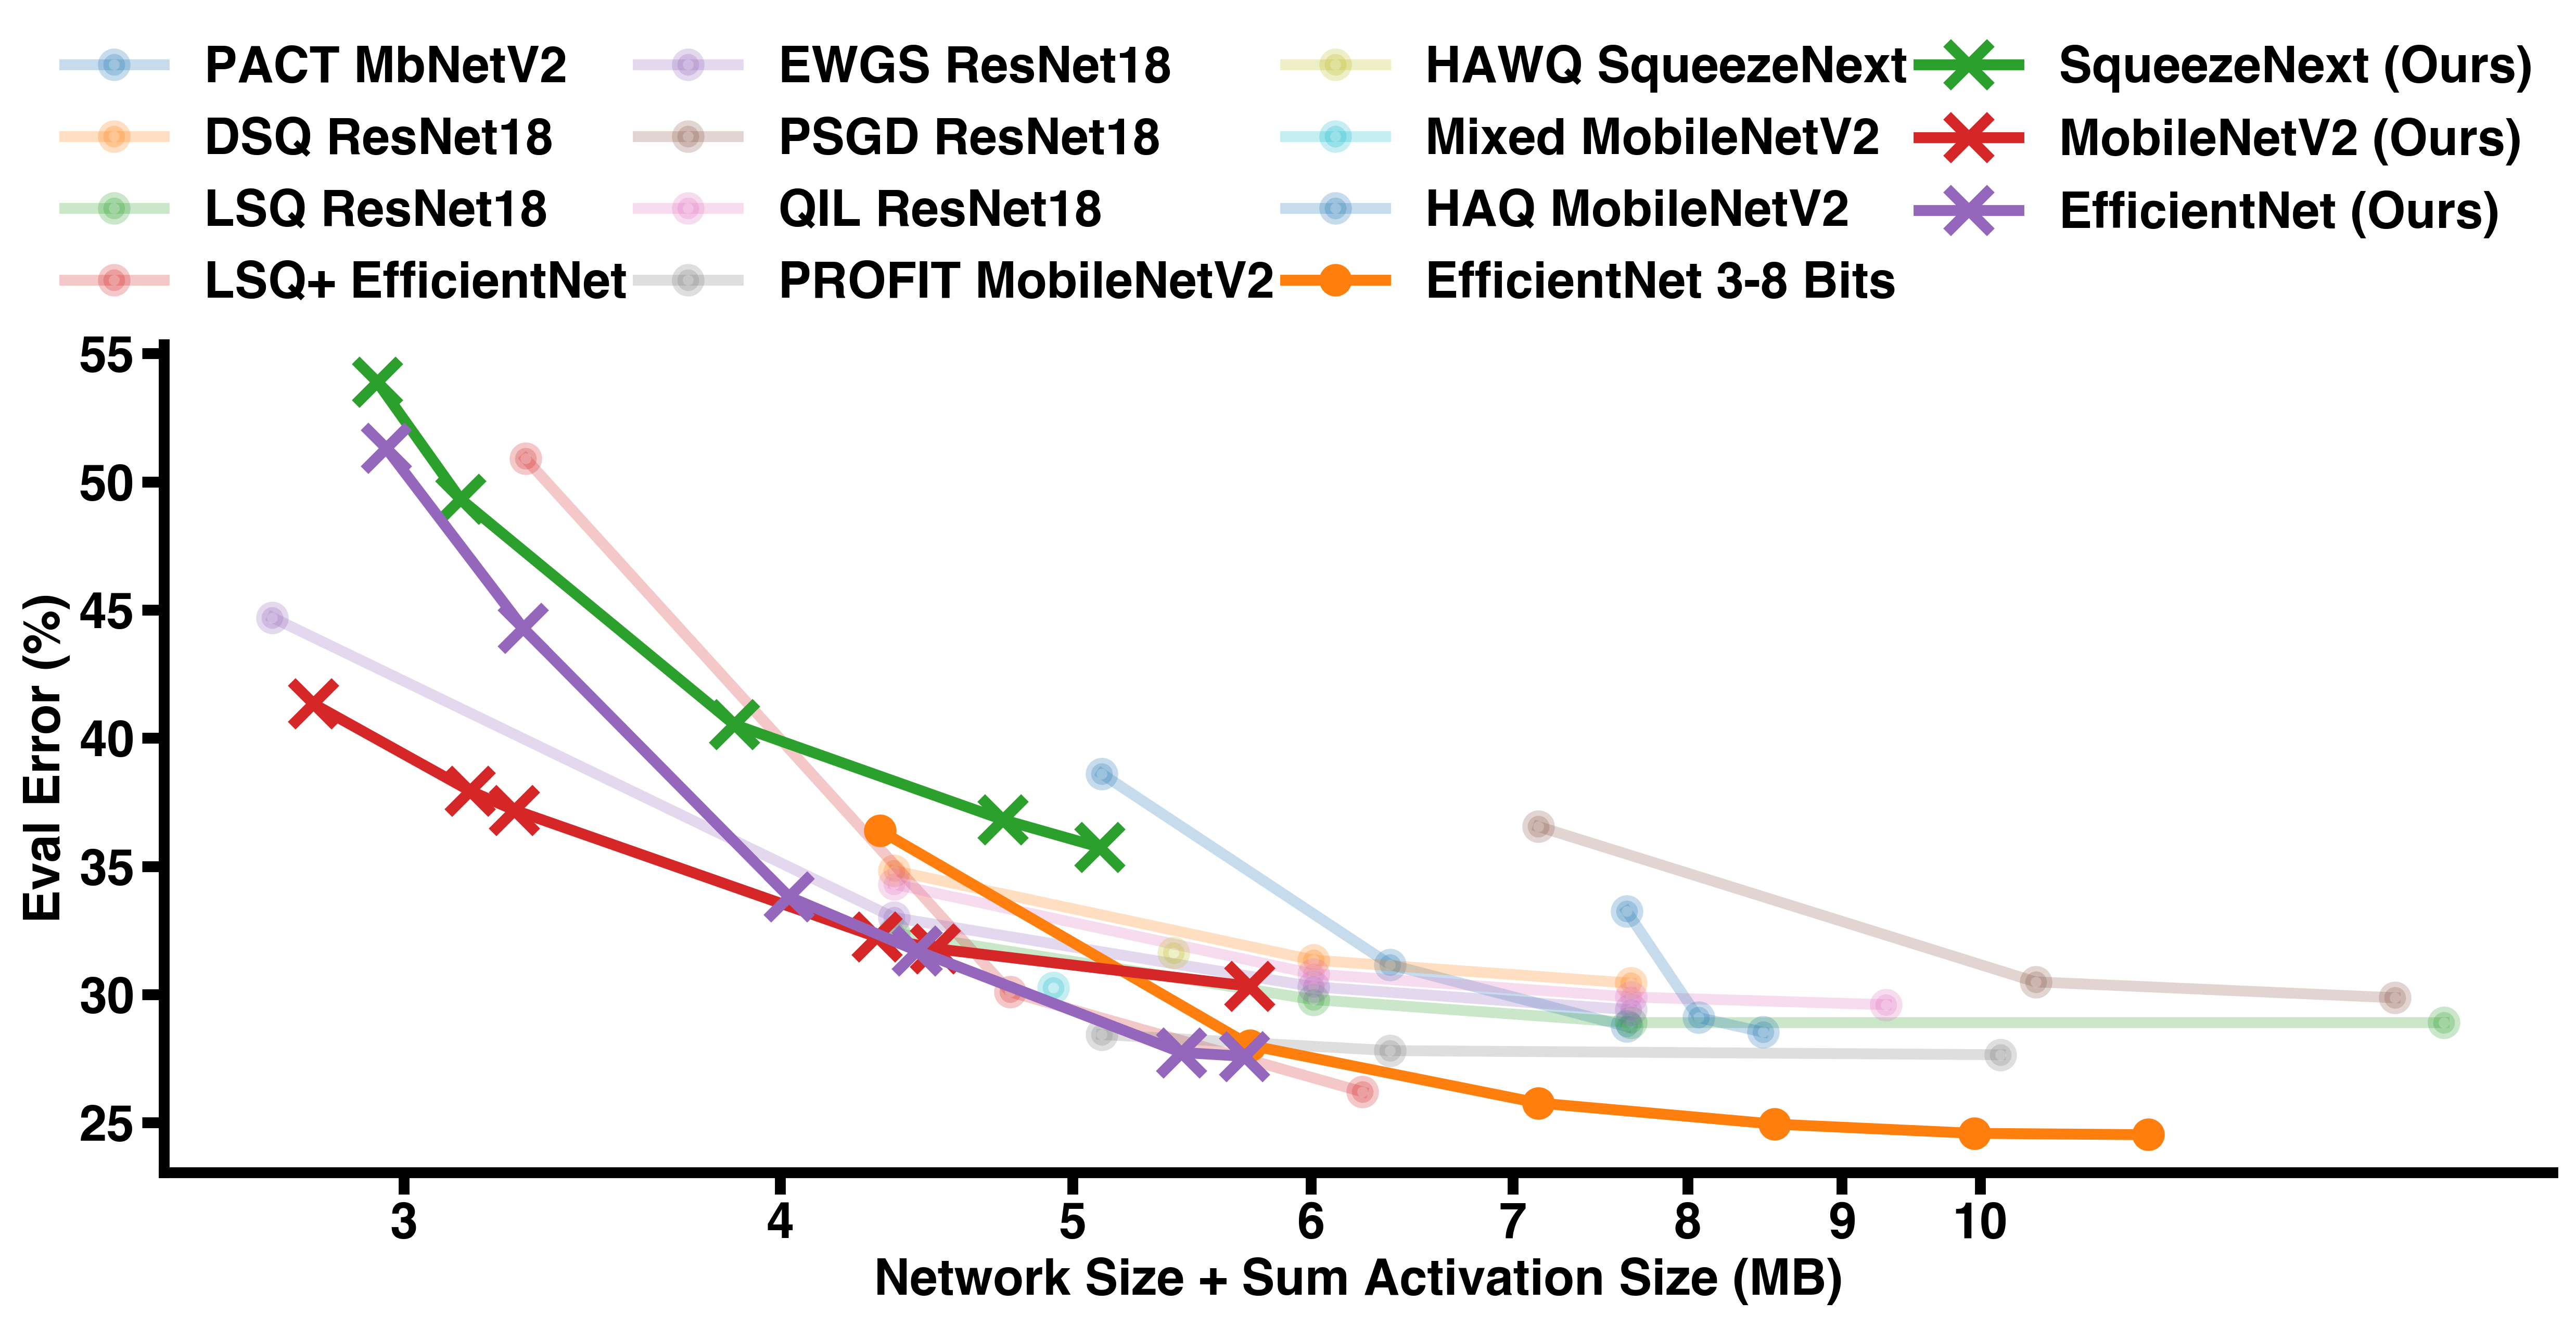 PACT MbNetV2
DSQ ResNet18
LSQ ResNet18
LSQ+ EfficientNet
EWGS ResNet18
PSGD ResNet18
QIL ResNet18
PROFIT MobileNetV2
HAWQ SqueezeNext
Mixed MobileNetV2
HAQ MobileNetV2
EfficientNet 3-8 Bits
SqueezeNext (Ours)
MobileNetV2 (Ours)
EfficientNet (Ours)
Eval Error (%)
55
50
45
40
35
30
25
3 4 5 6 7 8 9 10
Network Size + Sum Activation Size (MB)